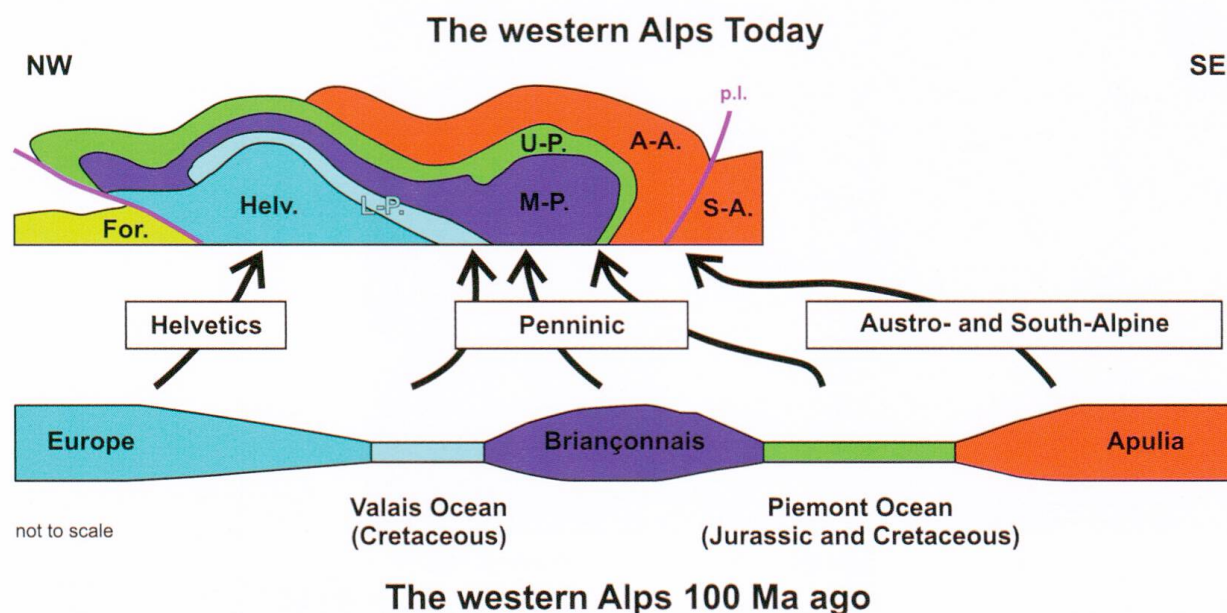 The western Alps Today
NW
SE
p.l.
U-P.
A-A.
Helv.
L-P.
M-P.
S-A.
For.
Helvetics
Penninic
Austro- and South-Alpine
Europe
Briançonnais
Apulia
Valais Ocean
(Cretaceous)
Piemont Ocean
(Jurassic and Cretaceous)
not to scale
The western Alps 100 Ma ago